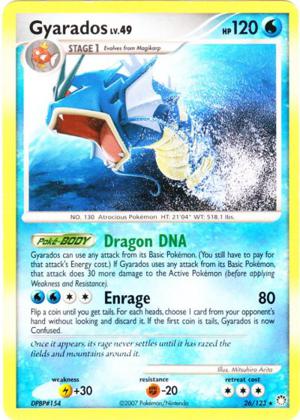 Gyarados LV.49 HP 120
STAGE 1 Evolves from Magikarp
NO. 130 Atrocious Pokémon HT: 21'04" WT: 518.1 lbs.
Poké-BODY Dragon DNA
Gyarados can use any attack from its Basic Pokémon. (You still have to pay for
that attack's Energy cost.) If Gyarados uses any attack from its Basic Pokémon,
that attack does 30 more damage to the Active Pokémon (before applying
Weakness and Resistance).
Enrage 80
Flip a coin until you get tails. For each heads, choose 1 card from your opponent's
hand without looking and discard it. If the first coin is tails, Gyarados is now
Confused.
Once it appears, its rage never settles until it has razed the
fields and mountains around it.
Illus. Mitsuhiro Arita
weakness resistance retreat cost
+30 -20
DPBP#154 ©2007 Pokémon/Nintendo 26/123